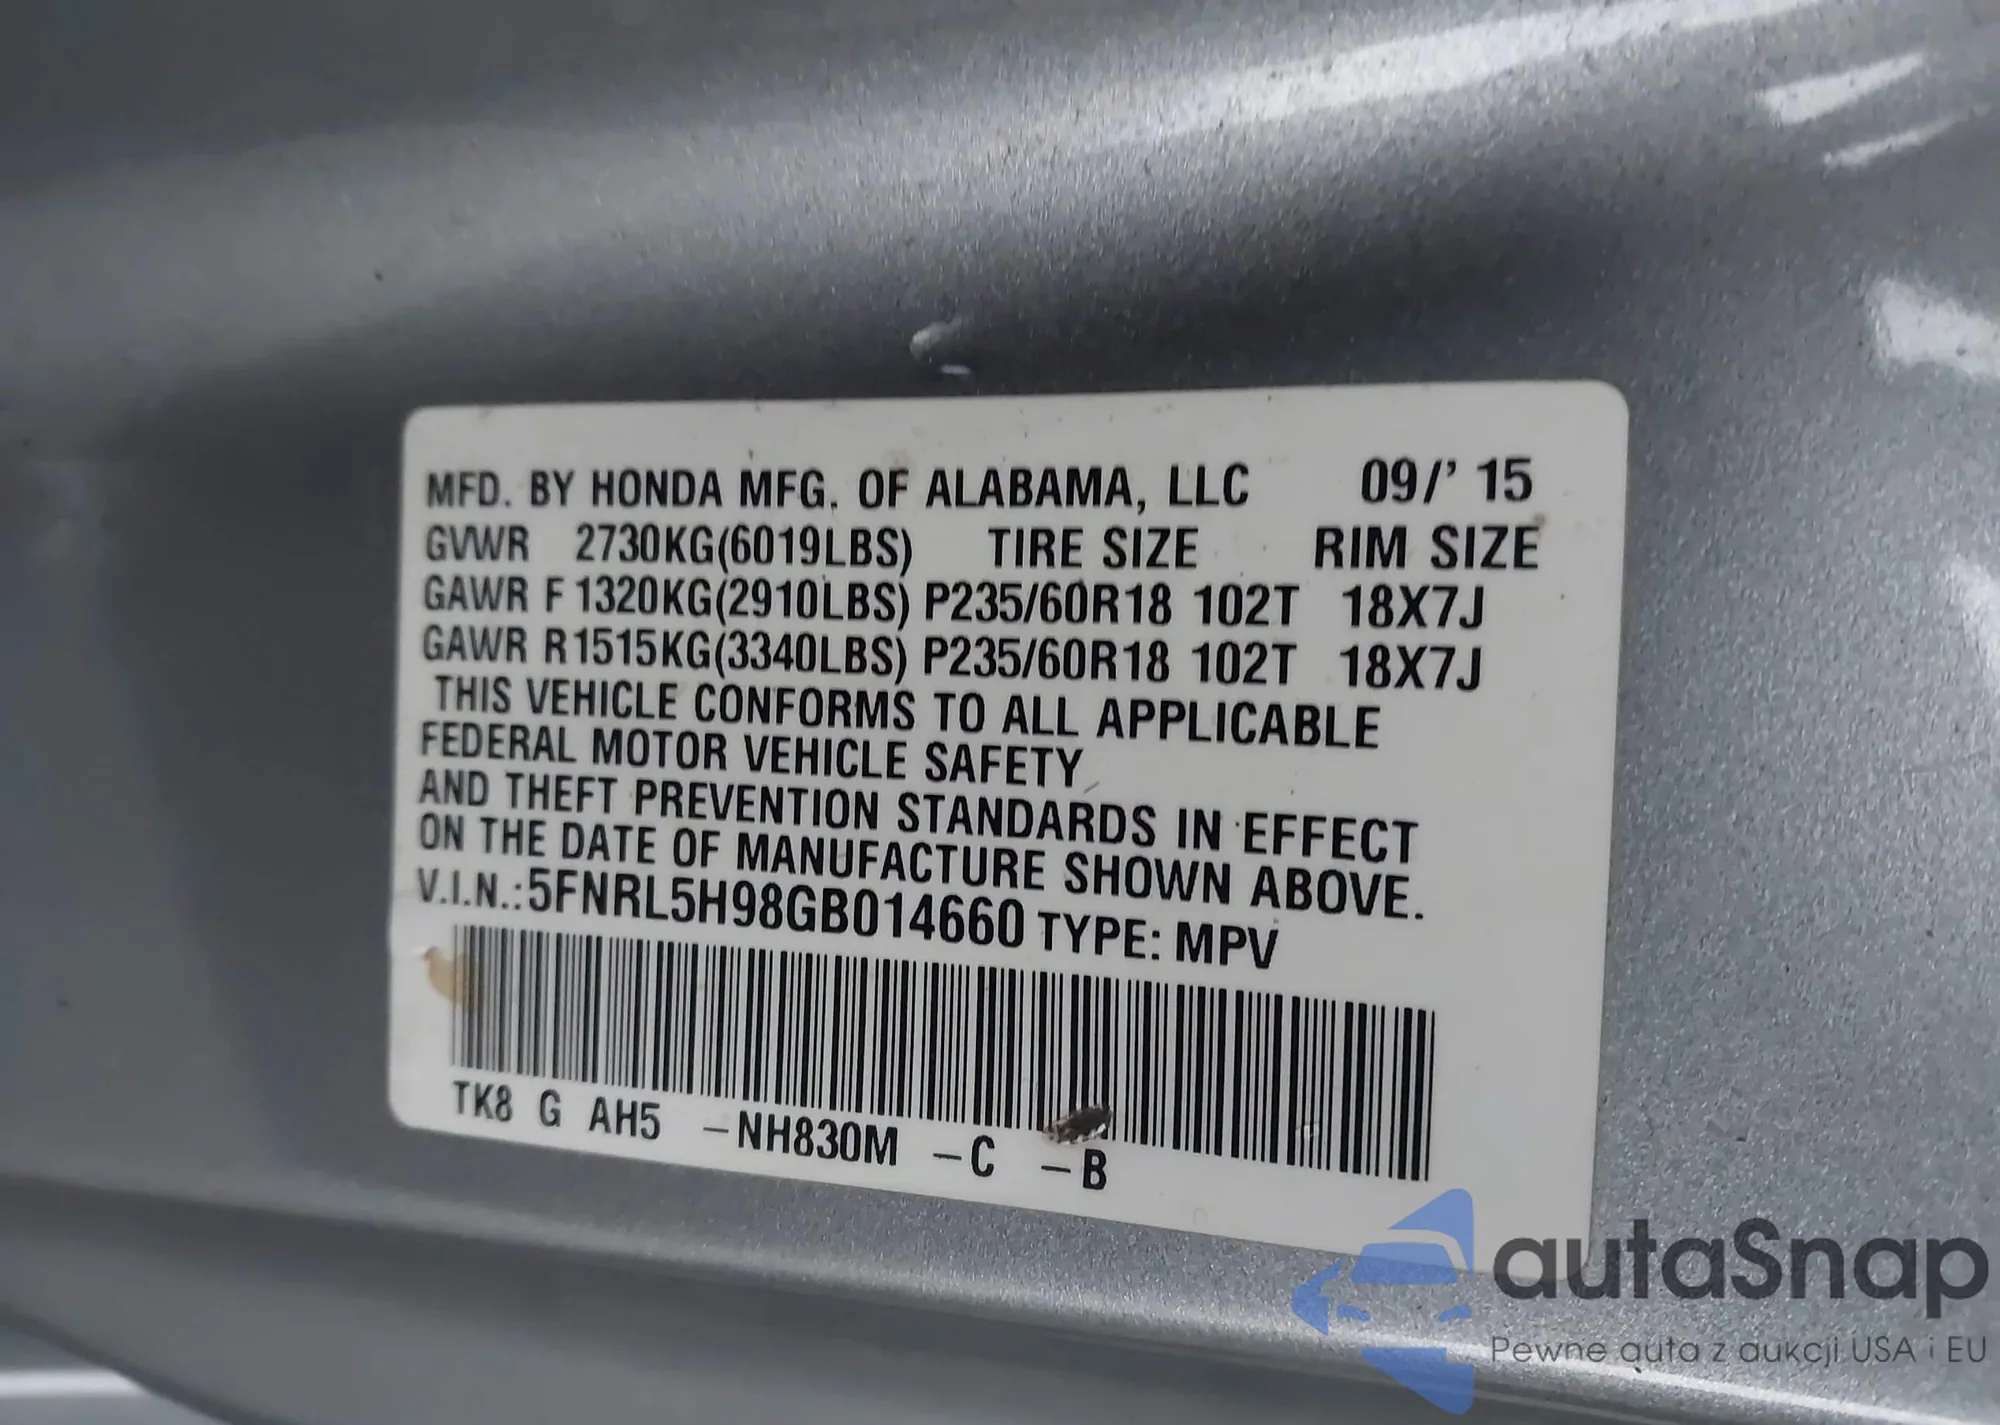 MFD. BY HONDA MFG. OF ALABAMA, LLC 09/' 15
GVWR 2730KG(6019LBS) TIRE SIZE RIM SIZE
GAWR F 1320KG(2910LBS) P235/60R18 102T 18X7J
GAWR R1515KG(3340LBS) P235/60R18 102T 18X7J
THIS VEHICLE CONFORMS TO ALL APPLICABLE
FEDERAL MOTOR VEHICLE SAFETY
AND THEFT PREVENTION STANDARDS IN EFFECT
ON THE DATE OF MANUFACTURE SHOWN ABOVE.
V.I.N.:5FNRL5H98GB014660 TYPE: MPV
TK8 G AH5 –NH830M –C –B
autaSnap
Pewne auta z aukcji USA i EU